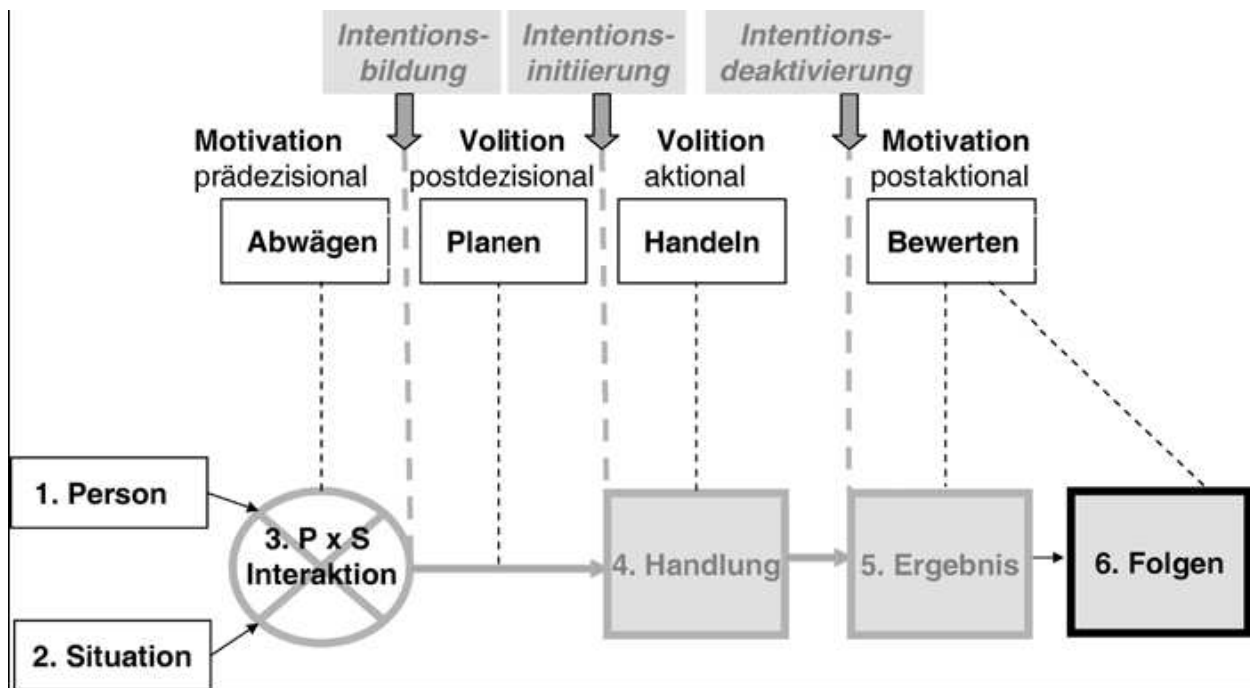 Intentions-
bildung
Intentions-
initiierung
Intentions-
deaktivierung
Motivation
prädezisional
Volition
postdezisional
Volition
aktional
Motivation
postaktional
Abwägen
Planen
Handeln
Bewerten
1. Person
2. Situation
3. P x S
Interaktion
4. Handlung
5. Ergebnis
6. Folgen